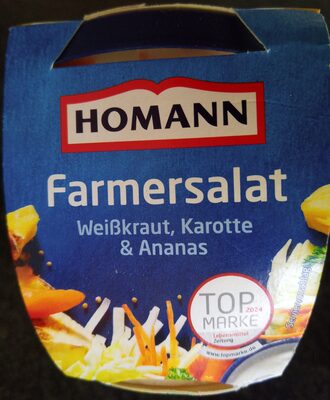 HOMANN
Farmersalat
Weißkraut, Karotte
& Ananas
TOP
2024
MARKE
Lebensmittel
Zeitung
www.topmarke.de